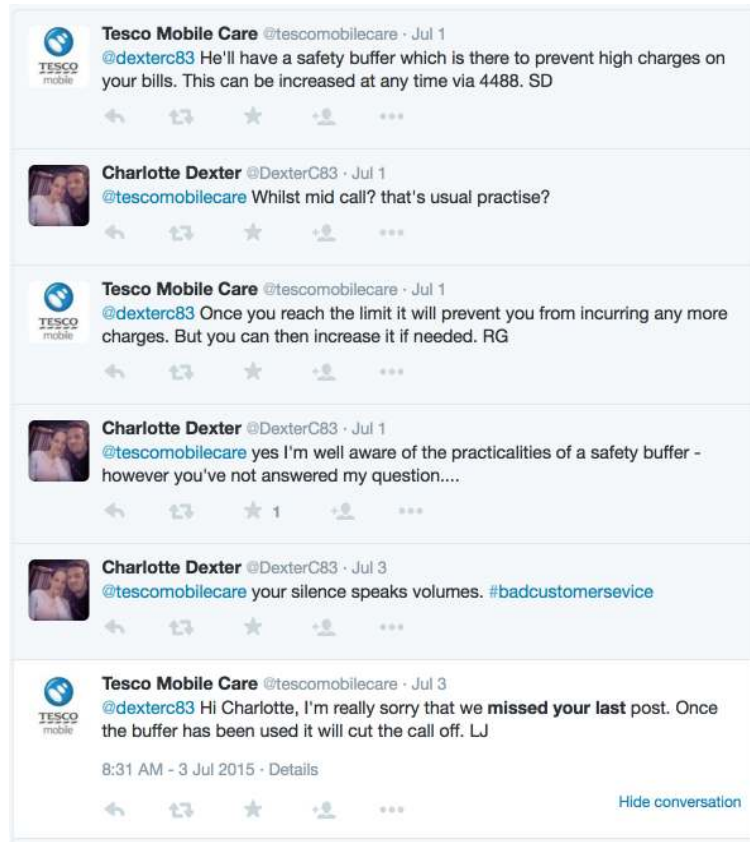 Tesco Mobile Care @tescomobilecare · Jul 1
@dexterc83 He'll have a safety buffer which is there to prevent high charges on
your bills. This can be increased at any time via 4488. SD
TESCO
mobile
Charlotte Dexter @DexterC83 · Jul 1
@tescomobilecare Whilst mid call? that's usual practise?
Tesco Mobile Care @tescomobilecare · Jul 1
@dexterc83 Once you reach the limit it will prevent you from incurring any more
charges. But you can then increase it if needed. RG
TESCO
mobile
Charlotte Dexter @DexterC83 · Jul 1
@tescomobilecare yes I'm well aware of the practicalities of a safety buffer -
however you've not answered my question....
1
Charlotte Dexter @DexterC83 · Jul 3
@tescomobilecare your silence speaks volumes. #badcustomersevice
Tesco Mobile Care @tescomobilecare · Jul 3
@dexterc83 Hi Charlotte, I'm really sorry that we missed your last post. Once
the buffer has been used it will cut the call off. LJ
TESCO
mobile
8:31 AM - 3 Jul 2015 · Details
Hide conversation